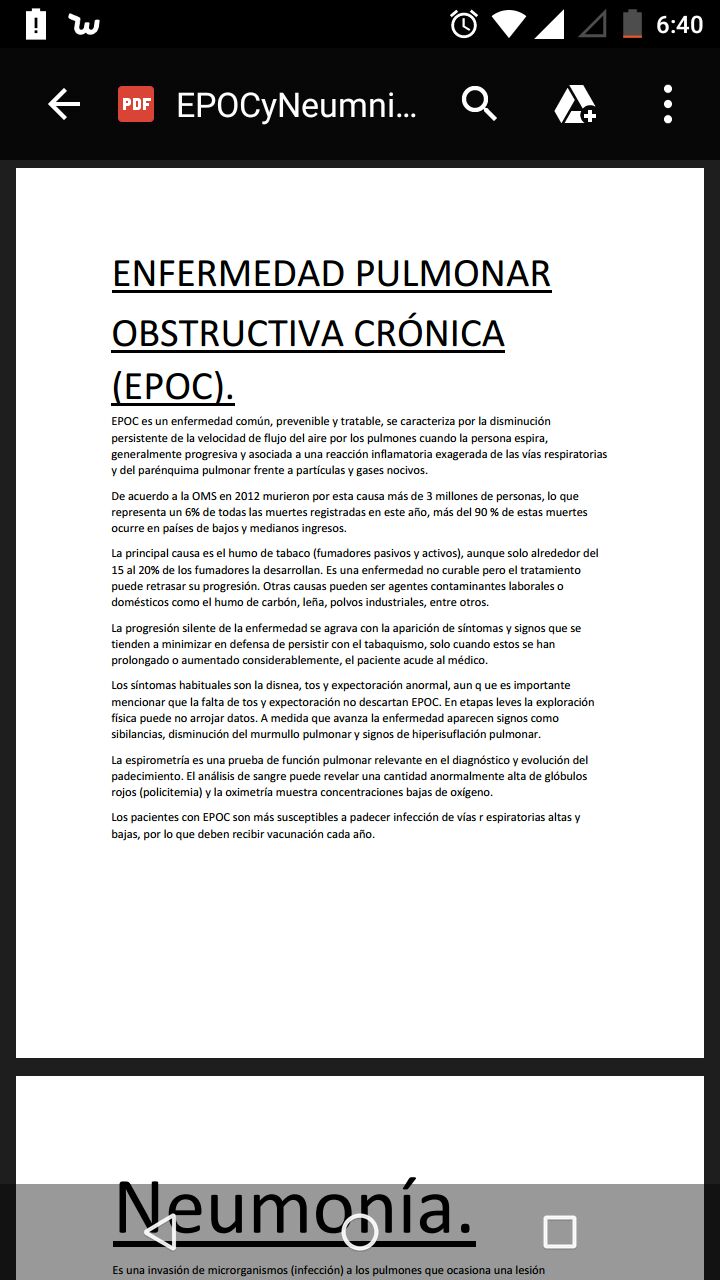 6:40
PDF EPOCyNeumni...
ENFERMEDAD PULMONAR
OBSTRUCTIVA CRÓNICA
(EPOC).
EPOC es un enfermedad común, prevenible y tratable, se caracteriza por la disminución
persistente de la velocidad de flujo del aire por los pulmones cuando la persona espira,
generalmente progresiva y asociada a una reacción inflamatoria exagerada de las vías respiratorias
y del parénquima pulmonar frente a partículas y gases nocivos.
De acuerdo a la OMS en 2012 murieron por esta causa más de 3 millones de personas, lo que
representa un 6% de todas las muertes registradas en este año, más del 90 % de estas muertes
ocurre en países de bajos y medianos ingresos.
La principal causa es el humo de tabaco (fumadores pasivos y activos), aunque solo alrededor del
15 al 20% de los fumadores la desarrollan. Es una enfermedad no curable pero el tratamiento
puede retrasar su progresión. Otras causas pueden ser agentes contaminantes laborales o
domésticos como el humo de carbón, leña, polvos industriales, entre otros.
La progresión silente de la enfermedad se agrava con la aparición de síntomas y signos que se
tienden a minimizar en defensa de persistir con el tabaquismo, solo cuando estos se han
prolongado o aumentado considerablemente, el paciente acude al médico.
Los síntomas habituales son la disnea, tos y expectoración anormal, aun q ue es importante
mencionar que la falta de tos y expectoración no descartan EPOC. En etapas leves la exploración
física puede no arrojar datos. A medida que avanza la enfermedad aparecen signos como
sibilancias, disminución del murmullo pulmonar y signos de hiperisuflación pulmonar.
La espirometría es una prueba de función pulmonar relevante en el diagnóstico y evolución del
padecimiento. El análisis de sangre puede revelar una cantidad anormalmente alta de glóbulos
rojos (policitemia) y la oximetría muestra concentraciones bajas de oxígeno.
Los pacientes con EPOC son más susceptibles a padecer infección de vías r espiratorias altas y
bajas, por lo que deben recibir vacunación cada año.
Neumonía.
Es una invasión de microrganismos (infección) a los pulmones que ocasiona una lesión